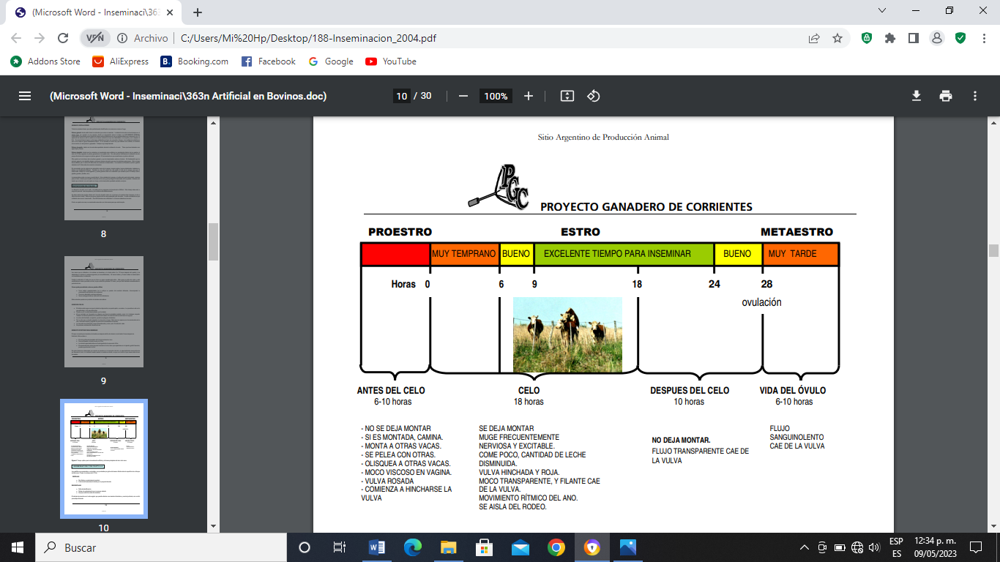 (Microsoft Word - Inseminaci\36
Archivo
C:/Users/Mi%20Hp/Desktop/188-Inseminacion_2004.pdf
Addons Store
AliExpress
Booking.com
Facebook
Google
YouTube
(Microsoft Word - Inseminaci\363n Artificial en Bovinos.doc)
10 / 30
100%
8
9
10
Sitio Argentino de Producción Animal
PGC
PROYECTO GANADERO DE CORRIENTES
PROESTRO ESTRO METAESTRO
MUY TEMPRANO BUENO EXCELENTE TIEMPO PARA INSEMINAR BUENO MUY TARDE
Horas 0 6 9 18 24 28
ovulación
ANTES DEL CELO
6-10 horas
CELO
18 horas
DESPUES DEL CELO
10 horas
VIDA DEL ÓVULO
6-10 horas
- NO SE DEJA MONTAR
- SI ES MONTADA, CAMINA.
- MONTA A OTRAS VACAS.
- SE PELEA CON OTRAS.
- OLISQUEA A OTRAS VACAS.
- MOCO VISCOSO EN VAGINA.
- VULVA ROSADA
- COMIENZA A HINCHARSE LA
VULVA
SE DEJA MONTAR
MUGE FRECUENTEMENTE
NERVIOSA Y EXCITABLE.
COME POCO, CANTIDAD DE LECHE
DISMINUIDA.
VULVA HINCHADA Y ROJA.
MOCO TRANSPARENTE, Y FILANTE CAE
DE LA VULVA.
MOVIMIENTO RÍTMICO DEL ANO.
SE AISLA DEL RODEO.
NO DEJA MONTAR.
FLUJO TRANSPARENTE CAE DE
LA VULVA
FLUJO
SANGUINOLENTO
CAE DE LA VULVA
Buscar
ESP
ES
12:34 p. m.
09/05/2023